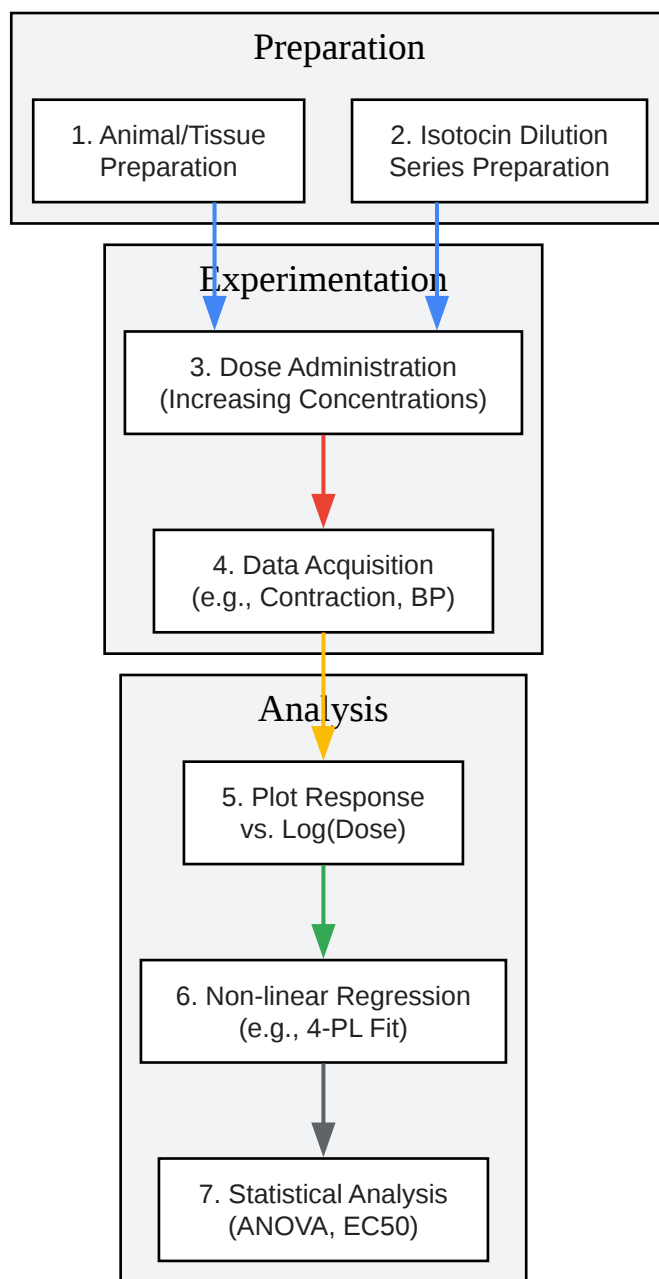 Preparation
1. Animal/Tissue
Preparation
2. Isotocin Dilution
Series Preparation
Experimentation
3. Dose Administration
(Increasing Concentrations)
4. Data Acquisition
(e.g., Contraction, BP)
Analysis
5. Plot Response
vs. Log(Dose)
6. Non-linear Regression
(e.g., 4-PL Fit)
7. Statistical Analysis
(ANOVA, EC50)